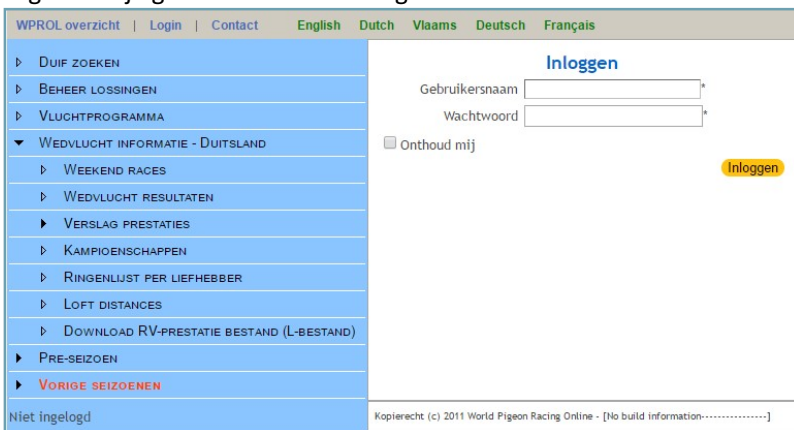 WPROL overzicht | Login | Contact English Dutch Vlaams Deutsch Français
DUIF ZOEKEN
BEHEER LOSSINGEN
VLUCHTPROGRAMMA
WEDVLUCHT INFORMATIE - DUITSLAND
WEEKEND RACES
WEDVLUCHT RESULTATEN
VERSLAG PRESTATIES
KAMPIOENSCHAPPEN
RINGENLIJST PER LIEFHEBBER
LOFT DISTANCES
DOWNLOAD RV-PRESTATIE BESTAND (L-BESTAND)
PRE-SEIZOEN
VORIGE SEIZOENEN
Niet ingelogd
Inloggen
Gebruikersnaam *
Wachtwoord *
Onthoud mij
Inloggen
Kopierecht (c) 2011 World Pigeon Racing Online - [No build information----------------]